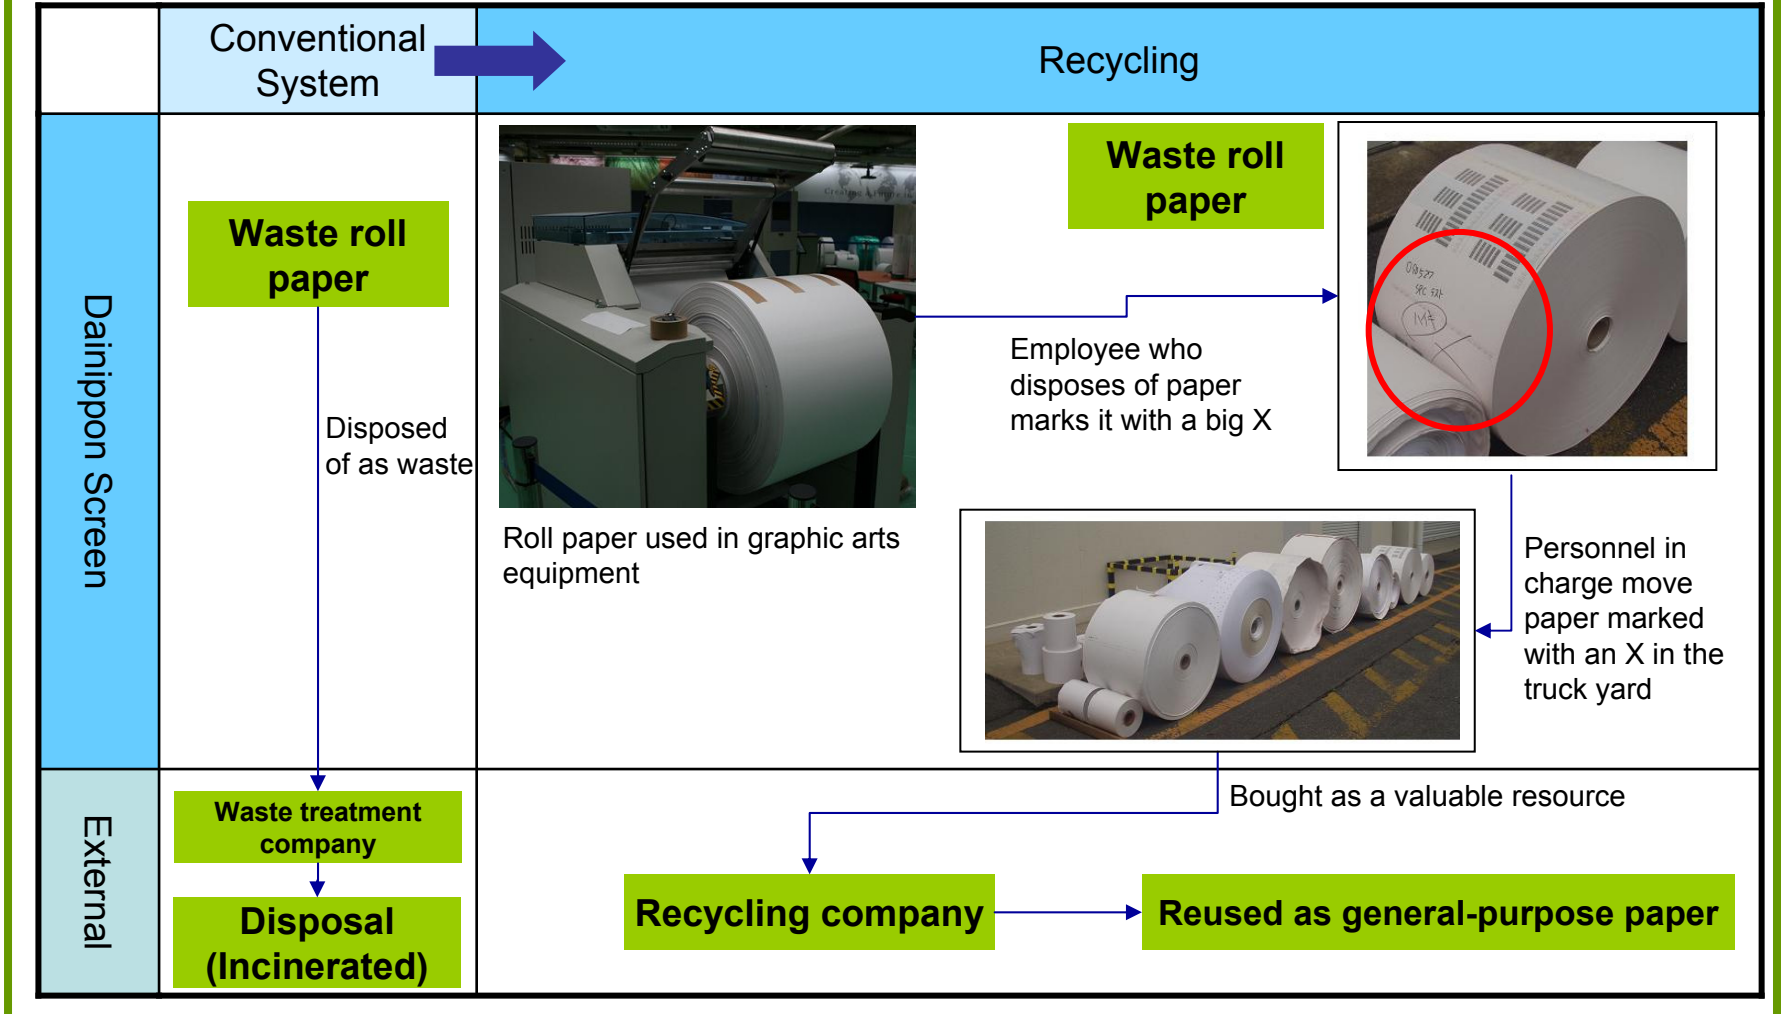 Conventional
System
Recycling
Dainippon Screen
Waste roll
paper
Disposed
of as waste
Roll paper used in graphic arts
equipment
Waste roll
paper
Employee who
disposes of paper
marks it with a big X
Personnel in
charge move
paper marked
with an X in the
truck yard
External
Waste treatment
company
Disposal
(Incinerated)
Bought as a valuable resource
Recycling company
Reused as general-purpose paper